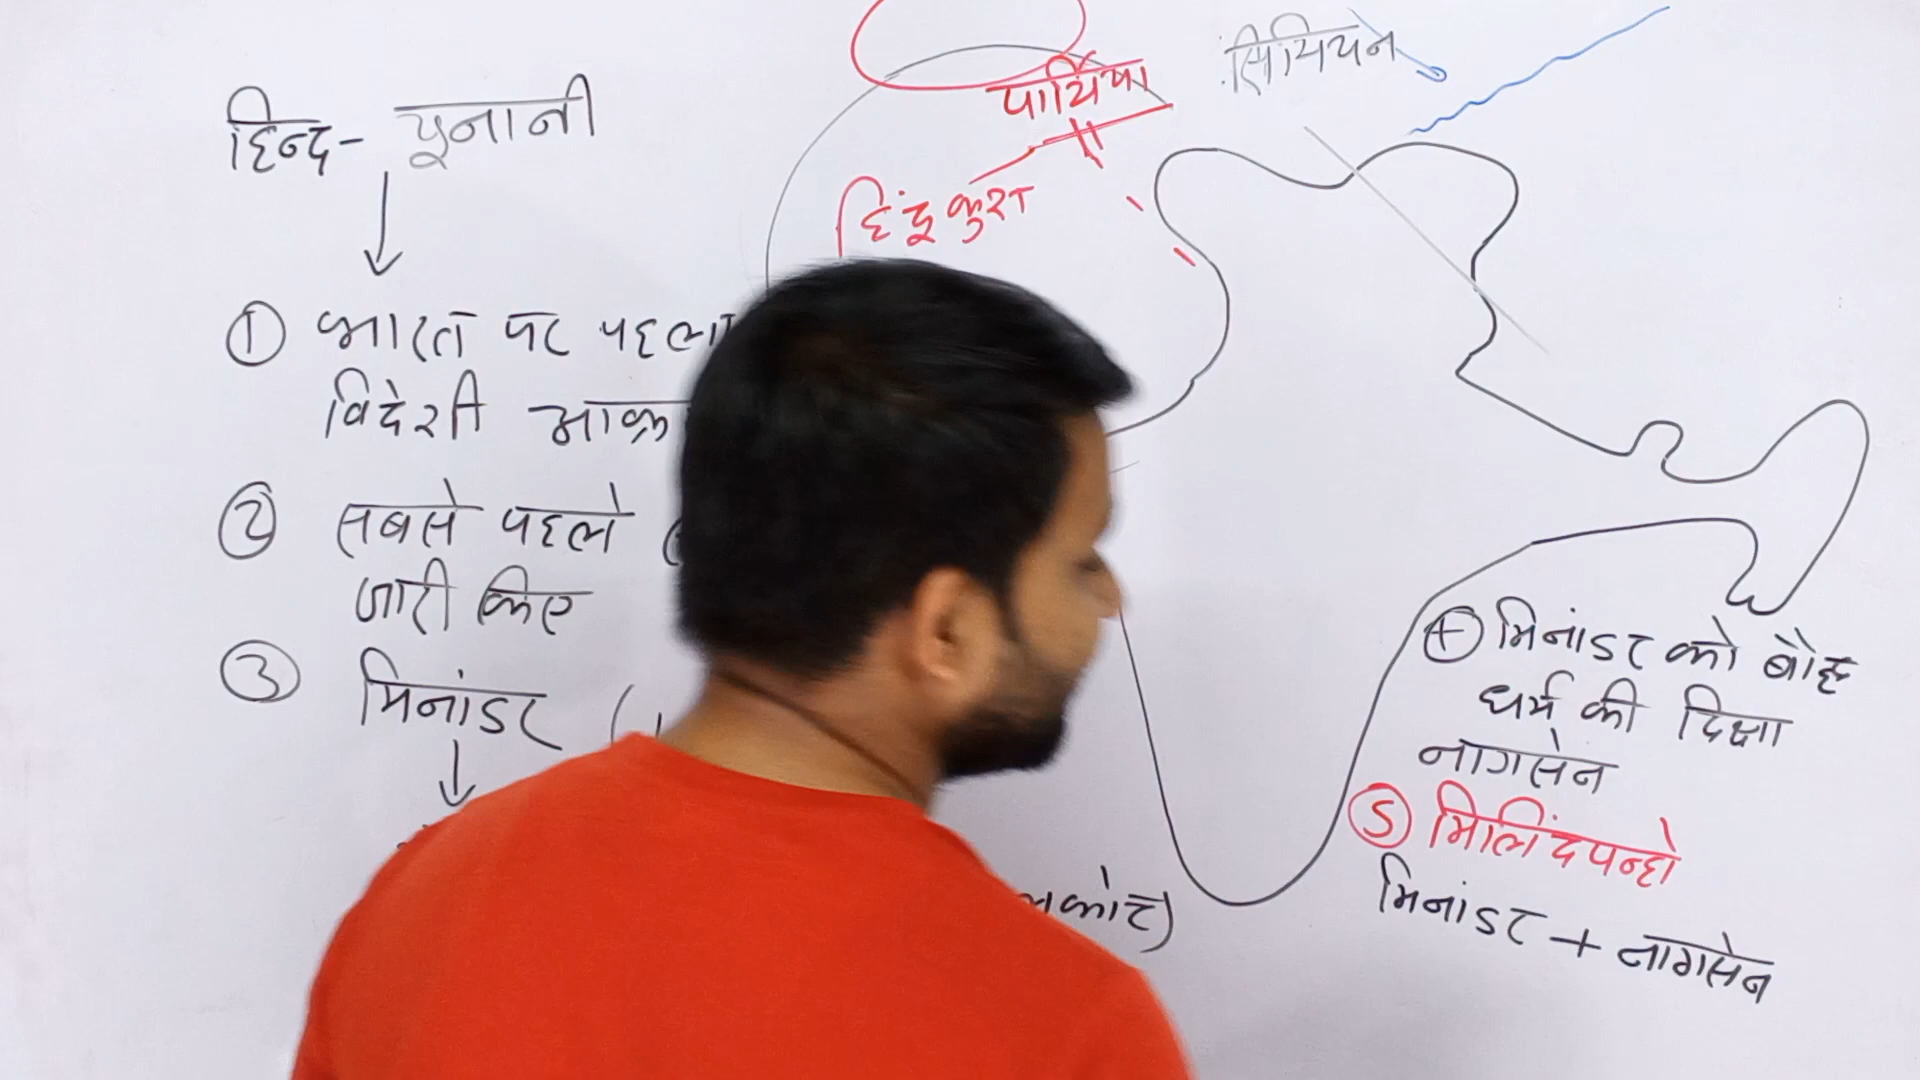 हिन्द- यूनानी
① भारत पर पहला
विदेशी आक्र
② सबसे पहले
जारी किए
③ मिनांडर (
पार्थिया
हिंदूकुश
सिथियन
④ मिनांडर को बौद्ध
धर्म की दिक्षा
नागसेन
⑤ मिलिंदपन्हो
मिनांडर + नागसेन
कोट)